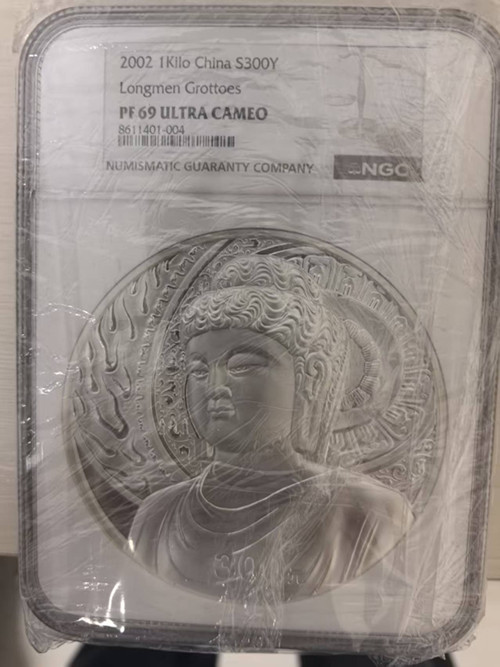 2002 1Kilo China S300Y
Longmen Grottoes
PF 69 ULTRA CAMEO
8611401-004
NUMISMATIC GUARANTY COMPANY
NGC